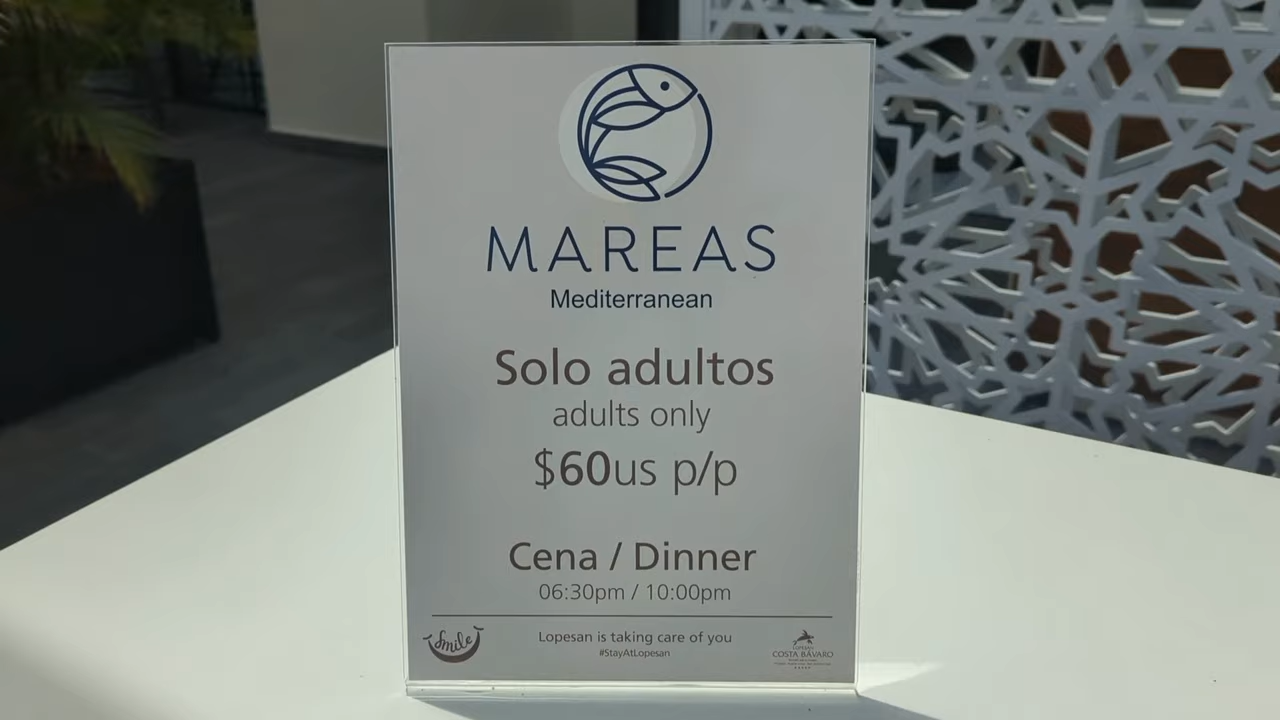 MAREAS
Mediterranean
Solo adultos
adults only
$60us p/p
Cena / Dinner
06:30pm / 10:00pm
Smile
Lopesan is taking care of you
#StayAtLopesan
LOPESAN
COSTA BÁVARO